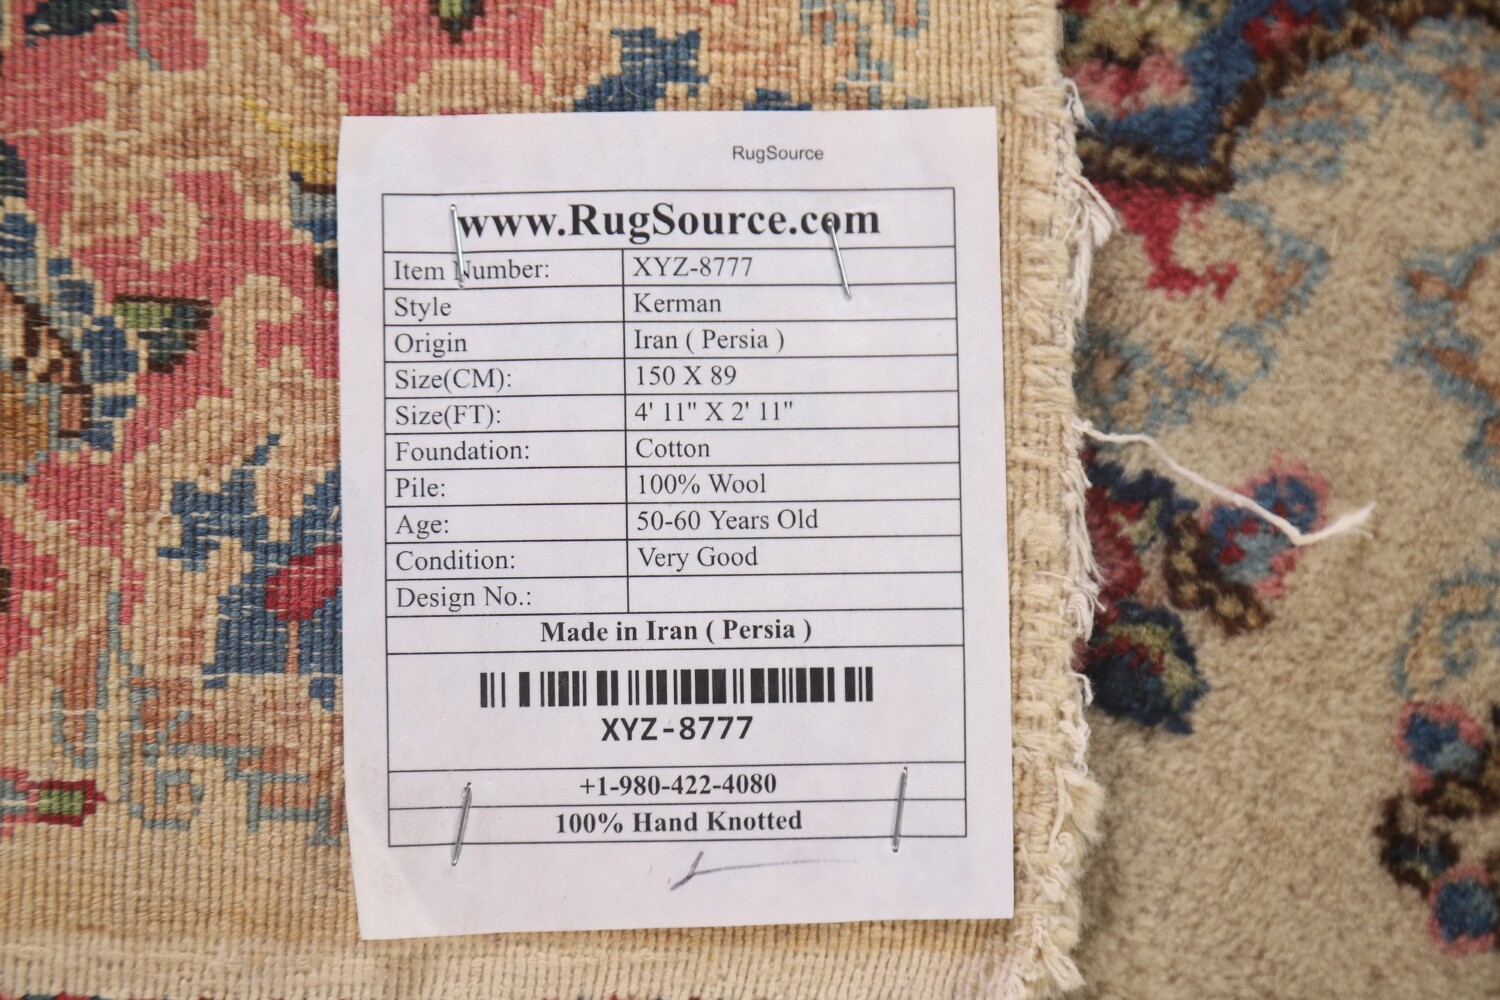 RugSource
www.RugSource.com
Item Number: XYZ-8777
Style Kerman
Origin Iran ( Persia )
Size(CM): 150 X 89
Size(FT): 4' 11" X 2' 11"
Foundation: Cotton
Pile: 100% Wool
Age: 50-60 Years Old
Condition: Very Good
Design No.:
Made in Iran ( Persia )
XYZ-8777
+1-980-422-4080
100% Hand Knotted